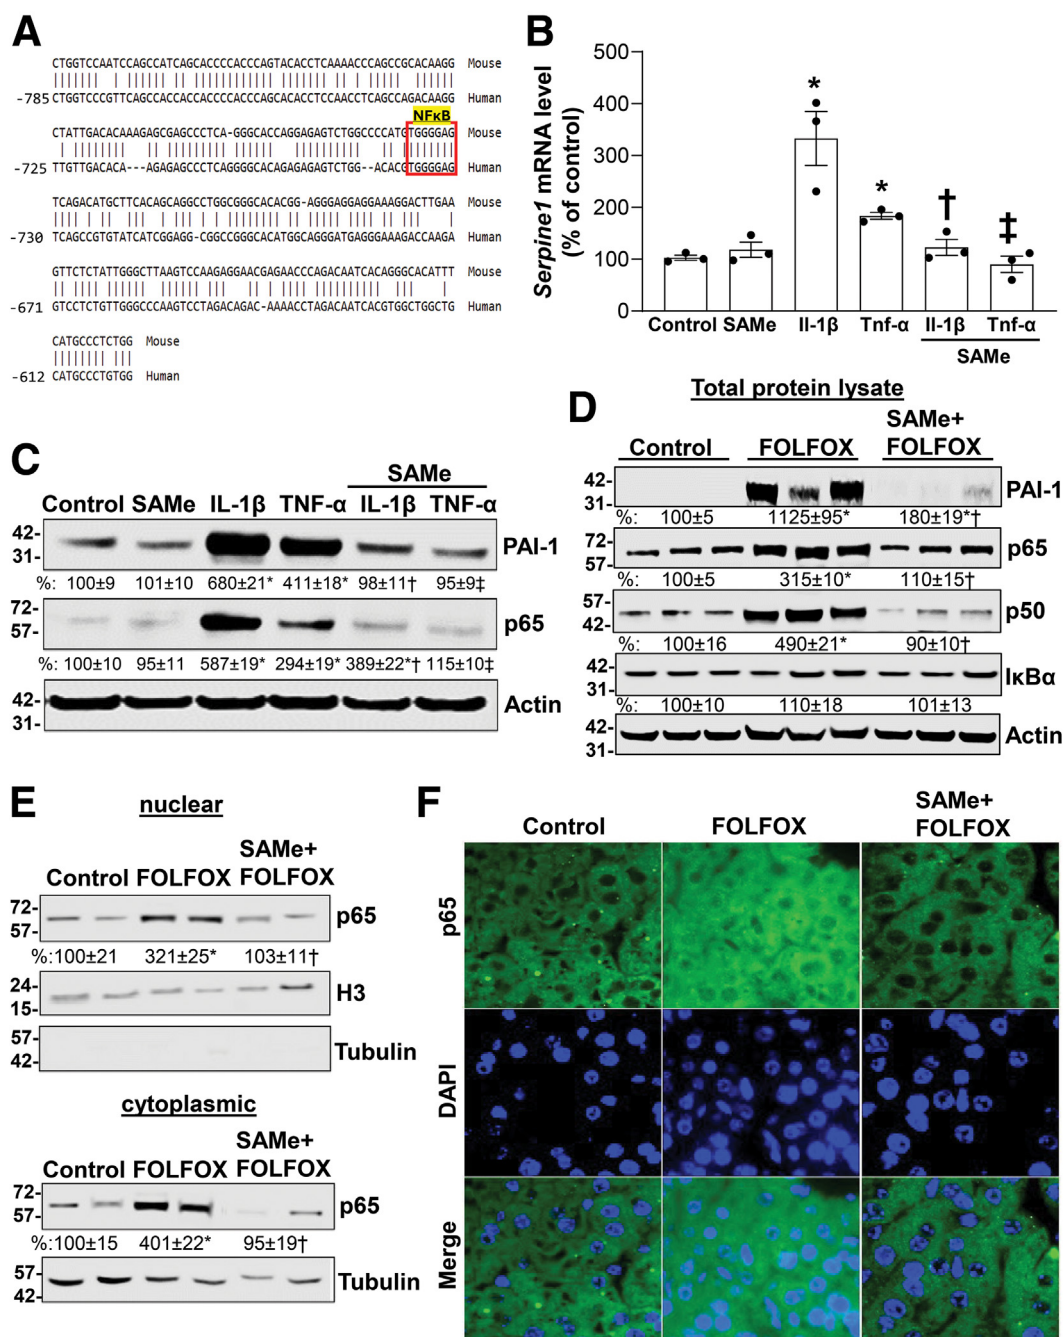 A
CTGGTCCAATCCAGCCATCAGCACCCCACCCAGTACACCTCAAAACCCAGCCGCACAAGG Mouse
-785 CTGGTCCCGTTCAGCCACCACCACCCCACCCCAGCACACCTCCAACCTCAGCCAGACAAGG Human
NFκB
CTATTGACACAAAGAGCGAGCCCTCA-GGGCACCAGGAGAGTCTGGCCCCATGTGGGGAG Mouse
-725 TTGTTGACACA---AGAGAGCCCTCAGGGGCACAGAGAGAGTCTGG--ACACGTGGGGAG Human
TCAGACATGCTTCACAGCAGGCCTGGCGGGCACACGG-AGGGAGGAGGAAAGGACTTGAA Mouse
-730 TCAGCCGTGTATCATCGGAGG-CGGCCGGGCACATGGCAGGGATGAGGGAAAGACCAAGA Human
GTTCTCTATTGGGCTTAAGTCCAAGAGGAACGAGAACCCAGACAATCACAGGGCACATTT Mouse
-671 GTCCTCTGTTGGGCCCAAGTCCTAGACAGAC-AAAACCTAGACAATCACGTGGCTGGCTG Human
CATGCCCTCTGG Mouse
-612 CATGCCCTGTGG Human
B
Serpine1 mRNA level
(% of control)
500
400
300
200
100
0
*
*
†
‡
Control SAMe Il-1β Tnf-α Il-1β Tnf-α
SAMe
C
SAMe
Control SAMe IL-1β TNF-α IL-1β TNF-α
42-
31-
PAI-1
%: 100±9 101±10 680±21* 411±18* 98±11† 95±9‡
72-
57-
p65
%: 100±10 95±11 587±19* 294±19* 389±22*† 115±10‡
42-
31-
Actin
D
Total protein lysate
Control FOLFOX SAMe+
FOLFOX
42-
31-
PAI-1
%: 100±5 1125±95* 180±19*†
72-
57-
p65
%: 100±5 315±10* 110±15†
57-
42-
p50
%: 100±16 490±21* 90±10†
42-
31-
IκBα
%: 100±10 110±18 101±13
42-
31-
Actin
E
nuclear
Control FOLFOX SAMe+
FOLFOX
72-
57-
p65
%:100±21 321±25* 103±11†
24-
15-
H3
57-
42-
Tubulin
cytoplasmic
Control FOLFOX SAMe+
FOLFOX
72-
57-
p65
%:100±15 401±22* 95±19†
57-
42-
Tubulin
F
Control FOLFOX SAMe+
FOLFOX
p65
DAPI
Merge